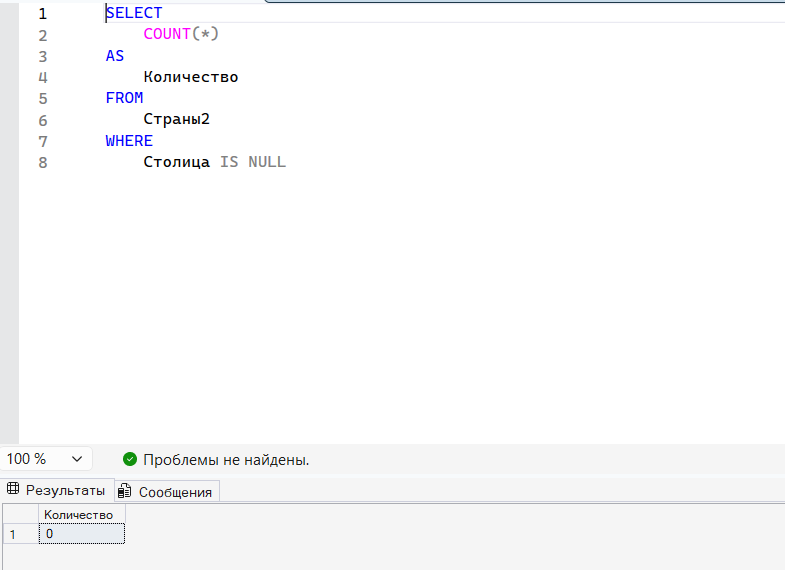 1 SELECT
2 COUNT(*)
3 AS
4 Количество
5 FROM
6 Страны2
7 WHERE
8 Столица IS NULL
100 % Проблемы не найдены.
Результаты Сообщения
Количество
1 0